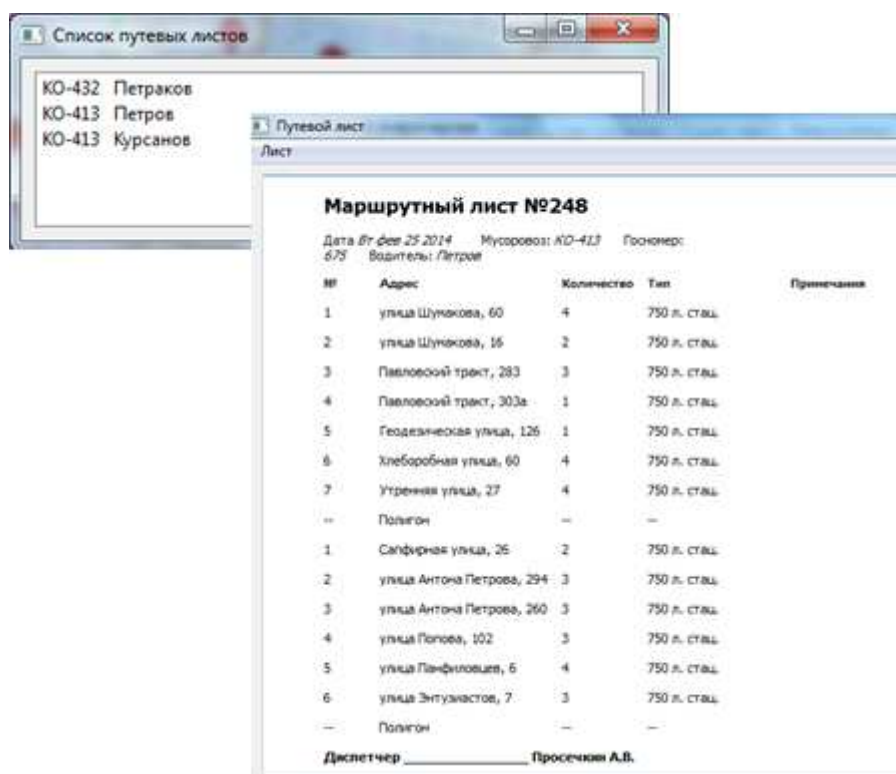 Список путевых листов
КО-432 Петраков
КО-413 Петров
КО-413 Курсанов
Путевой лист
Лист
Маршрутный лист №248
Дата Вт фев 25 2014 Мусоровоз: КО-413 Госномер:
675 Водитель: Петров
№ Адрес Количество Тип Примечания
1 улица Шумакова, 60 4 750 л. стац.
2 улица Шумакова, 16 2 750 л. стац.
3 Павловский тракт, 283 3 750 л. стац.
4 Павловский тракт, 303а 1 750 л. стац.
5 Геодезическая улица, 126 1 750 л. стац.
6 Хлеборобная улица, 60 4 750 л. стац.
7 Утренняя улица, 27 4 750 л. стац.
-- Полигон -- --
1 Сапфирная улица, 26 2 750 л. стац.
2 улица Антона Петрова, 294 3 750 л. стац.
3 улица Антона Петрова, 260 3 750 л. стац.
4 улица Попова, 102 3 750 л. стац.
5 улица Панфиловцев, 6 4 750 л. стац.
6 улица Энтузиастов, 7 3 750 л. стац.
-- Полигон -- --
Диспетчер ________________ Просечкин А.В.